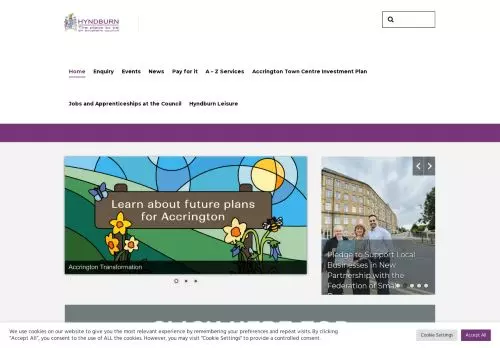 HYNDBURN
The place to be
an excellent council
Home
Enquiry
Events
News
Pay for it
A – Z Services
Accrington Town Centre Investment Plan
Jobs and Apprenticeships at the Council
Hyndburn Leisure
Learn about future plans
for Accrington
Accrington Transformation
Pledge to Support Local
Businesses in New
Partnership with the
Federation of Small
We use cookies on our website to give you the most relevant experience by remembering your preferences and repeat visits. By clicking
"Accept All", you consent to the use of ALL the cookies. However, you may visit "Cookie Settings" to provide a controlled consent.
Cookie Settings
Accept All